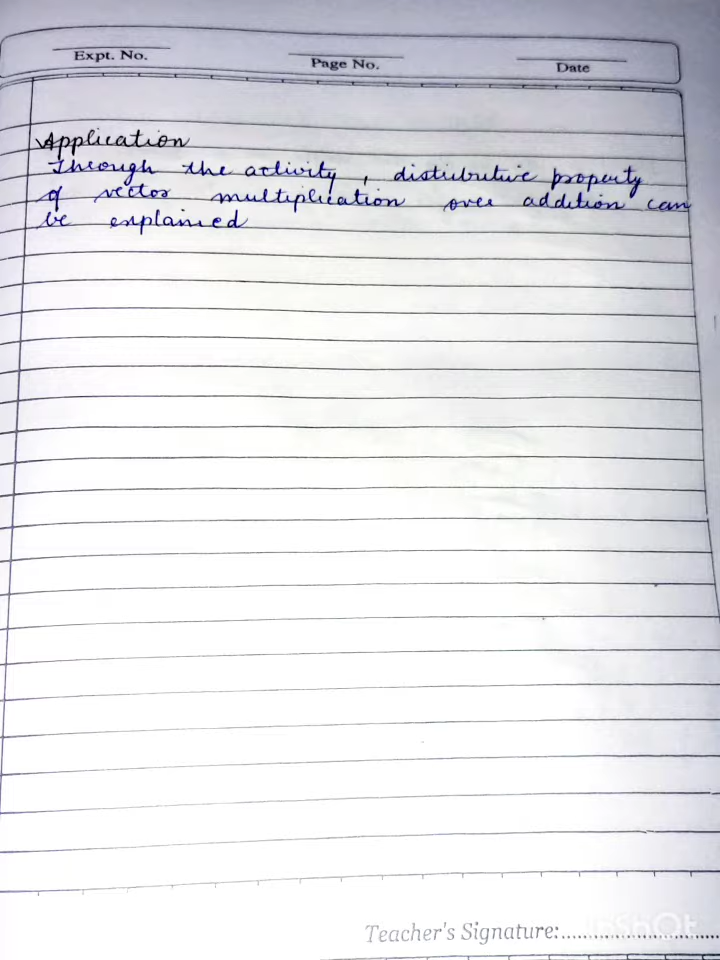 Expt. No.
Page No.
Date
Application
Through the activity, distributive property
of vector multiplication over addition can
be explained
Teacher's Signature:..........................
InShOt